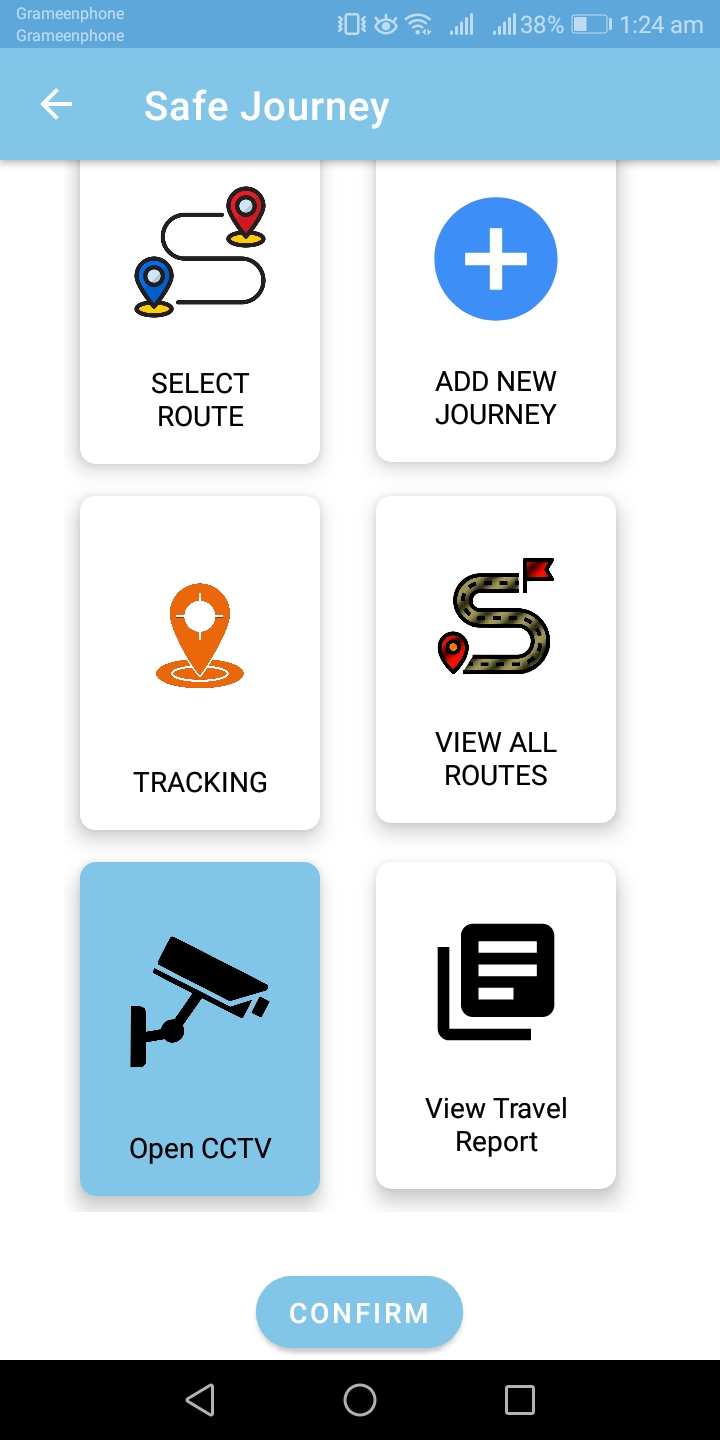 Grameenphone
Grameenphone
38% 1:24 am
Safe Journey
SELECT
ROUTE
ADD NEW
JOURNEY
TRACKING
VIEW ALL
ROUTES
Open CCTV
View Travel
Report
CONFIRM